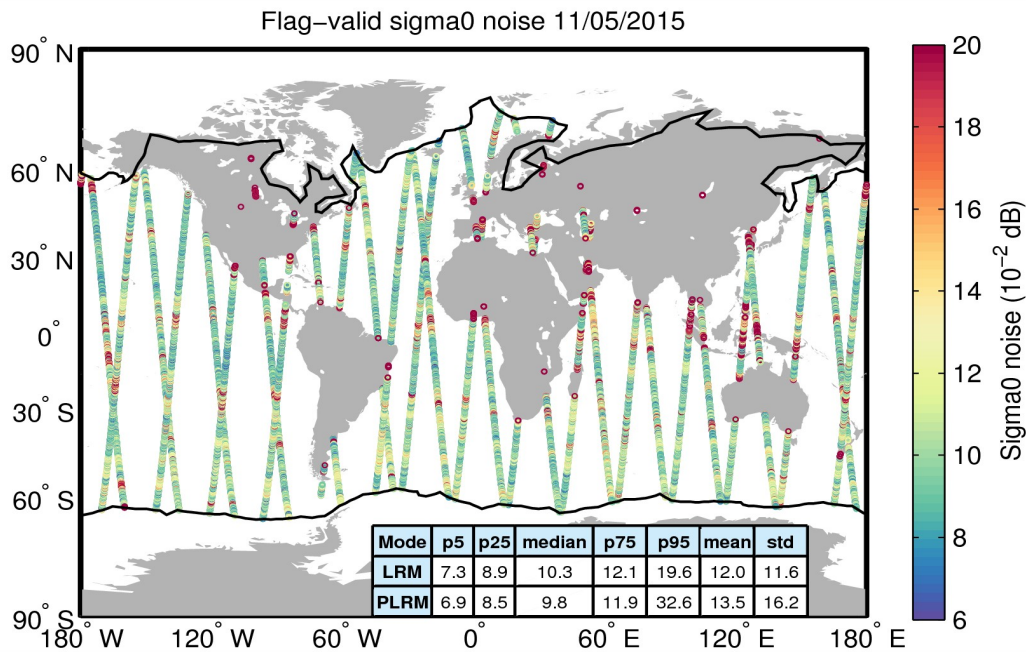 Flag−valid sigma0 noise 11/05/2015
90° N
60° N
30° N
0°
30° S
60° S
90° S
180° W
120° W
60° W
0°
60° E
120° E
180° E
Mode p5 p25 median p75 p95 mean std
LRM 7.3 8.9 10.3 12.1 19.6 12.0 11.6
PLRM 6.9 8.5 9.8 11.9 32.6 13.5 16.2
20
18
16
14
12
10
8
6
Sigma0 noise (10⁻² dB)